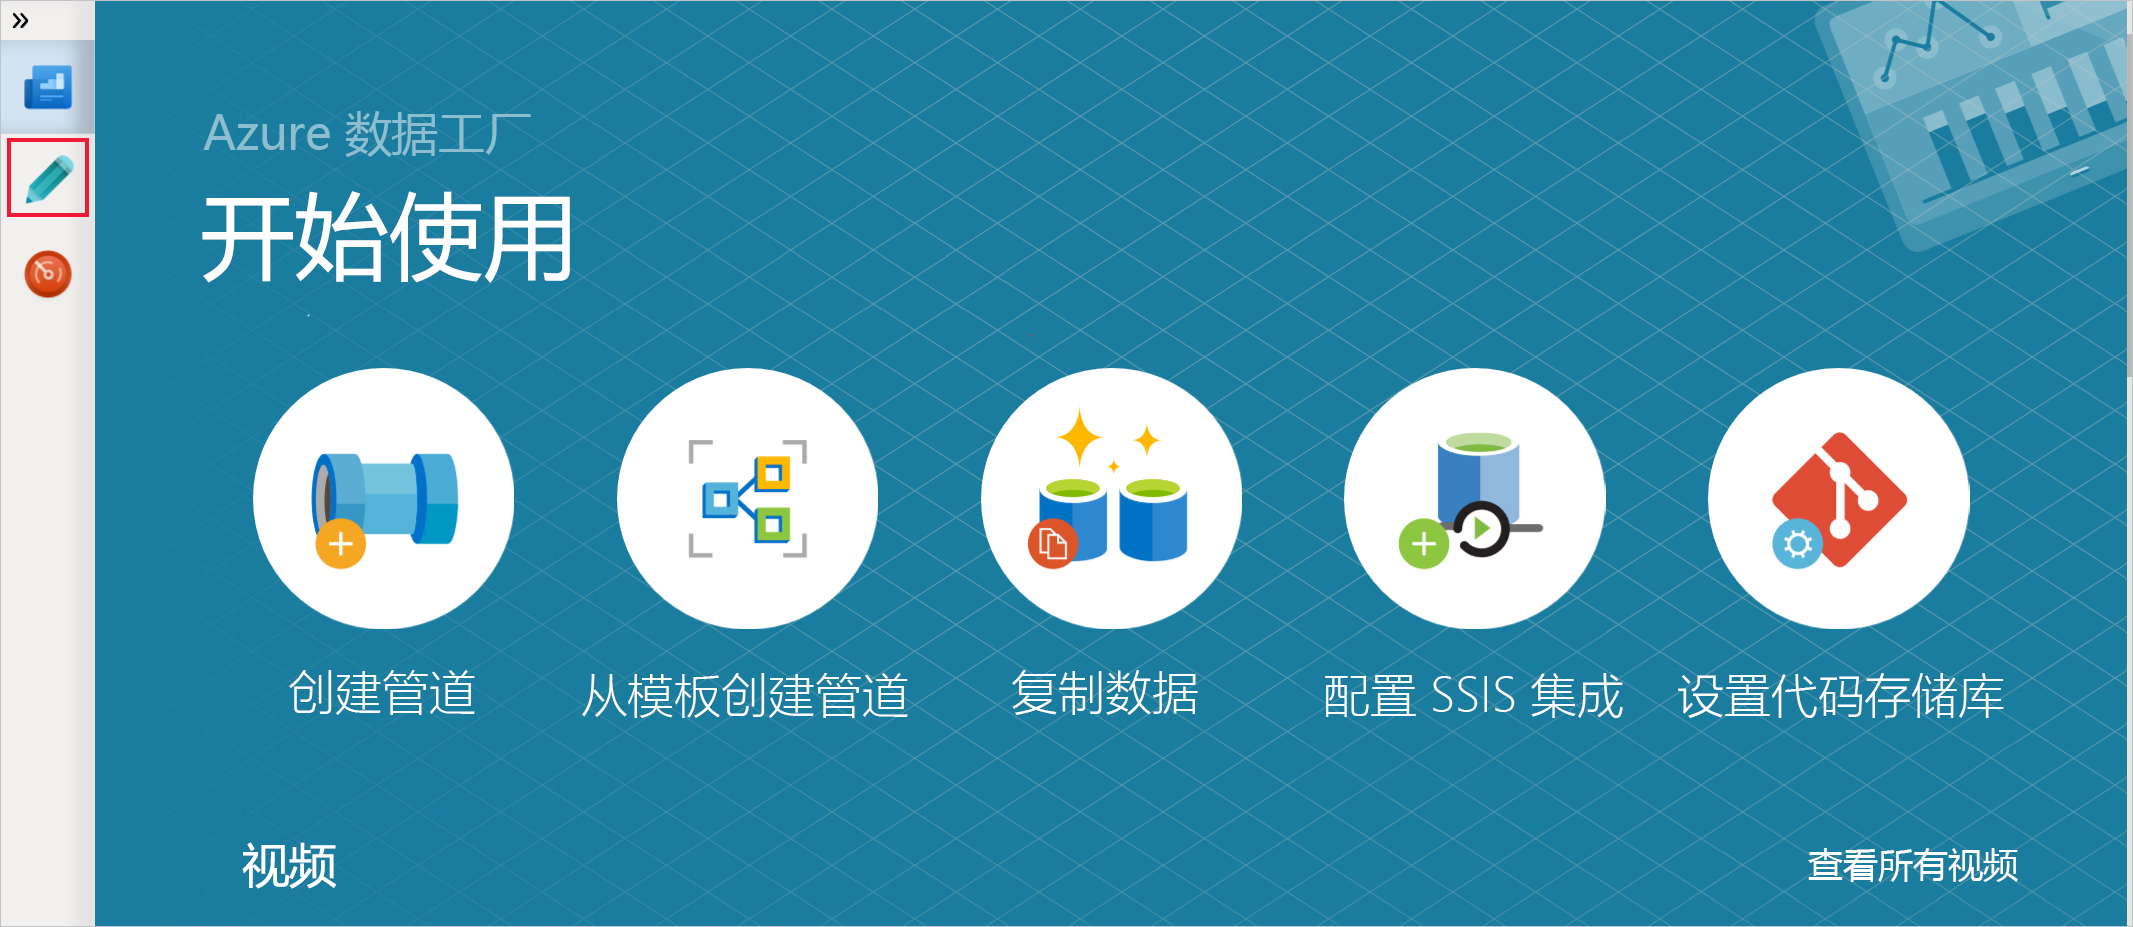 Azure 数据工厂
开始使用
创建管道
从模板创建管道
复制数据
配置 SSIS 集成
设置代码存储库
视频
查看所有视频